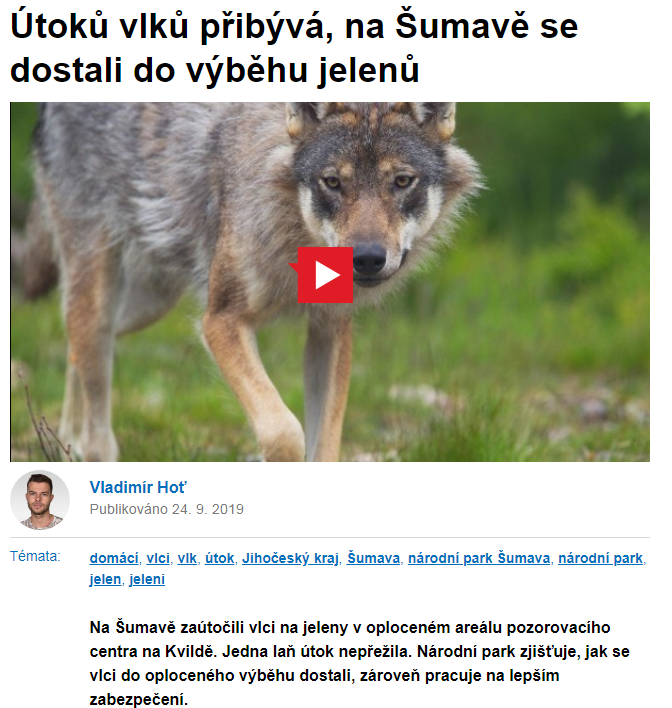 Útoků vlků přibývá, na Šumavě se
dostali do výběhu jelenů
Vladimír Hoť
Publikováno 24. 9. 2019
Témata: domácí, vlci, vlk, útok, Jihočeský kraj, Šumava, národní park Šumava, národní park,
jelen, jeleni
Na Šumavě zaútočili vlci na jeleny v oploceném areálu pozorovacího
centra na Kvildě. Jedna laň útok nepřežila. Národní park zjišťuje, jak se
vlci do oploceného výběhu dostali, zároveň pracuje na lepším
zabezpečení.